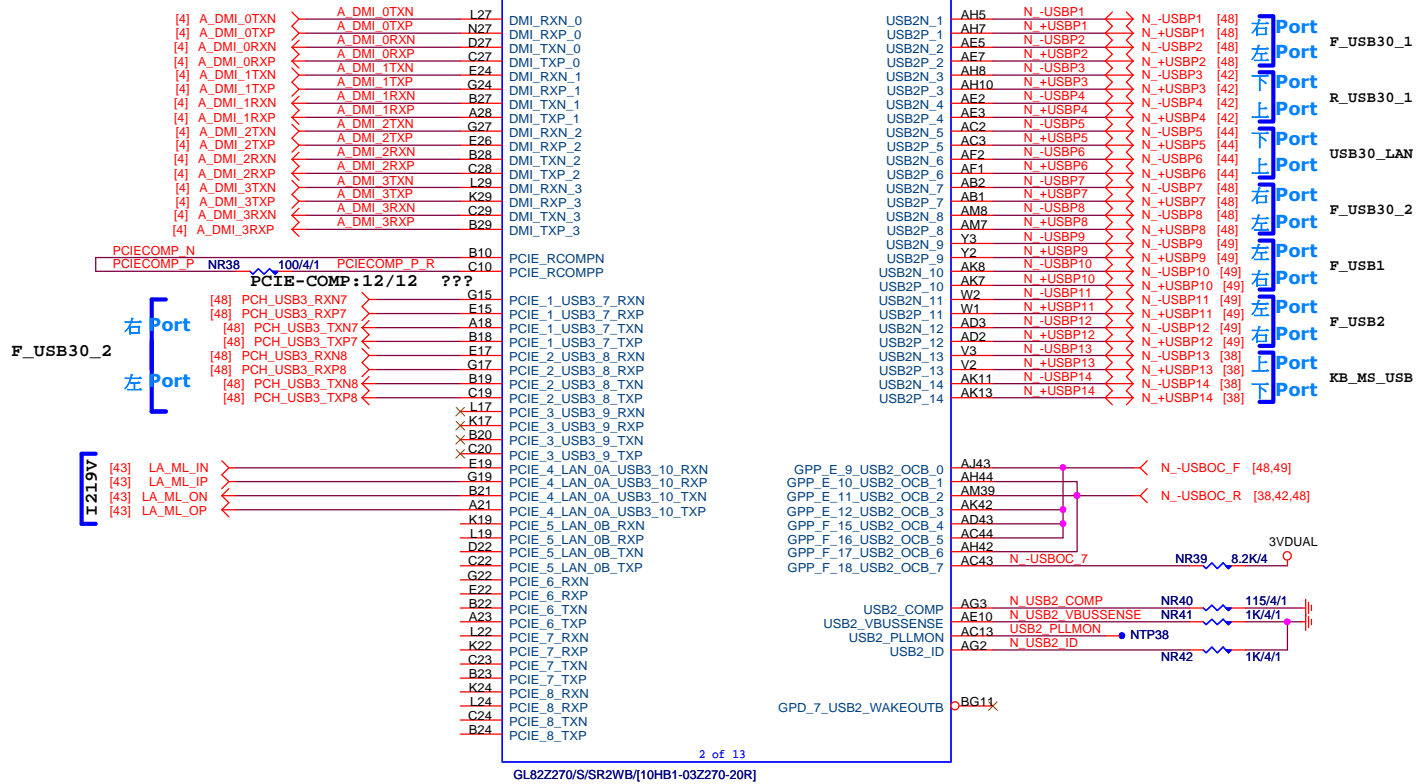 [4] A_DMI_0TXN A_DMI_0TXN L27 DMI_RXN_0 USB2N_1 AH5 N_-USBP1 N_-USBP1 [48]
[4] A_DMI_0TXP A_DMI_0TXP N27 DMI_RXP_0 USB2P_1 AH7 N_+USBP1 N_+USBP1 [48] 右 Port
[4] A_DMI_0RXN A_DMI_0RXN D27 DMI_TXN_0 USB2N_2 AE5 N_-USBP2 N_-USBP2 [48] F_USB30_1
[4] A_DMI_0RXP A_DMI_0RXP C27 DMI_TXP_0 USB2P_2 AE7 N_+USBP2 N_+USBP2 [48] 左 Port
[4] A_DMI_1TXN A_DMI_1TXN E24 DMI_RXN_1 USB2N_3 AH8 N_-USBP3 N_-USBP3 [42]
[4] A_DMI_1TXP A_DMI_1TXP G24 DMI_RXP_1 USB2P_3 AH10 N_+USBP3 N_+USBP3 [42] 下 Port
[4] A_DMI_1RXN A_DMI_1RXN B27 DMI_TXN_1 USB2N_4 AE2 N_-USBP4 N_-USBP4 [42] R_USB30_1
[4] A_DMI_1RXP A_DMI_1RXP A28 DMI_TXP_1 USB2P_4 AE3 N_+USBP4 N_+USBP4 [42] 上 Port
[4] A_DMI_2TXN A_DMI_2TXN G27 DMI_RXN_2 USB2N_5 AC2 N_-USBP5 N_-USBP5 [44]
[4] A_DMI_2TXP A_DMI_2TXP E26 DMI_RXP_2 USB2P_5 AC3 N_+USBP5 N_+USBP5 [44] 下 Port
[4] A_DMI_2RXN A_DMI_2RXN B28 DMI_TXN_2 USB2N_6 AF2 N_-USBP6 N_-USBP6 [44] USB30_LAN
[4] A_DMI_2RXP A_DMI_2RXP C28 DMI_TXP_2 USB2P_6 AF1 N_+USBP6 N_+USBP6 [44] 上 Port
[4] A_DMI_3TXN A_DMI_3TXN L29 DMI_RXN_3 USB2N_7 AB2 N_-USBP7 N_-USBP7 [48]
[4] A_DMI_3TXP A_DMI_3TXP K29 DMI_RXP_3 USB2P_7 AB1 N_+USBP7 N_+USBP7 [48] 右 Port
[4] A_DMI_3RXN A_DMI_3RXN C29 DMI_TXN_3 USB2N_8 AM8 N_-USBP8 N_-USBP8 [48] F_USB30_2
[4] A_DMI_3RXP A_DMI_3RXP B29 DMI_TXP_3 USB2P_8 AM7 N_+USBP8 N_+USBP8 [48] 左 Port
USB2N_9 Y3 N_-USBP9 N_-USBP9 [49]
PCIECOMP_N B10 PCIE_RCOMPN USB2P_9 Y2 N_+USBP9 N_+USBP9 [49] 左 Port
PCIECOMP_P NR38 100/4/1 PCIECOMP_P_R C10 PCIE_RCOMPP USB2N_10 AK8 N_-USBP10 N_-USBP10 [49] F_USB1
PCIE-COMP:12/12 ??? USB2P_10 AK7 N_+USBP10 N_+USBP10 [49] 右 Port
[48] PCH_USB3_RXN7 G15 PCIE_1_USB3_7_RXN USB2N_11 W2 N_-USBP11 N_-USBP11 [49]
[48] PCH_USB3_RXP7 E15 PCIE_1_USB3_7_RXP USB2P_11 W1 N_+USBP11 N_+USBP11 [49] 左 Port
右 Port [48] PCH_USB3_TXN7 A18 PCIE_1_USB3_7_TXN USB2N_12 AD3 N_-USBP12 N_-USBP12 [49] F_USB2
[48] PCH_USB3_TXP7 B18 PCIE_1_USB3_7_TXP USB2P_12 AD2 N_+USBP12 N_+USBP12 [49] 右 Port
F_USB30_2 [48] PCH_USB3_RXN8 E17 PCIE_2_USB3_8_RXN USB2N_13 V3 N_-USBP13 N_-USBP13 [38]
[48] PCH_USB3_RXP8 G17 PCIE_2_USB3_8_RXP USB2P_13 V2 N_+USBP13 N_+USBP13 [38] 上 Port
左 Port [48] PCH_USB3_TXN8 B19 PCIE_2_USB3_8_TXN USB2N_14 AK11 N_-USBP14 N_-USBP14 [38] KB_MS_USB
[48] PCH_USB3_TXP8 C19 PCIE_2_USB3_8_TXP USB2P_14 AK13 N_+USBP14 N_+USBP14 [38] 下 Port
L17 PCIE_3_USB3_9_RXN
K17 PCIE_3_USB3_9_RXP
B20 PCIE_3_USB3_9_TXN
C20 PCIE_3_USB3_9_TXP
I219V
[43] LA_ML_IN E19 PCIE_4_LAN_0A_USB3_10_RXN GPP_E_9_USB2_OCB_0 AJ43 N_-USBOC_F [48,49]
[43] LA_ML_IP G19 PCIE_4_LAN_0A_USB3_10_RXP GPP_E_10_USB2_OCB_1 AH44
[43] LA_ML_ON B21 PCIE_4_LAN_0A_USB3_10_TXN GPP_E_11_USB2_OCB_2 AM39 N_-USBOC_R [38,42,48]
[43] LA_ML_OP A21 PCIE_4_LAN_0A_USB3_10_TXP GPP_E_12_USB2_OCB_3 AK42
K19 PCIE_5_LAN_0B_RXN GPP_F_15_USB2_OCB_4 AD43
L19 PCIE_5_LAN_0B_RXP GPP_F_16_USB2_OCB_5 AC44
D22 PCIE_5_LAN_0B_TXN GPP_F_17_USB2_OCB_6 AH42 3VDUAL
C22 PCIE_5_LAN_0B_TXP GPP_F_18_USB2_OCB_7 AC43 N_-USBOC_7 NR39 8.2K/4
G22 PCIE_6_RXN
E22 PCIE_6_RXP
B22 PCIE_6_TXN USB2_COMP AG3 N_USB2_COMP NR40 115/4/1
A23 PCIE_6_TXP USB2_VBUSSENSE AE10 N_USB2_VBUSSENSE NR41 1K/4/1
L22 PCIE_7_RXN USB2_PLLMON AC13 USB2_PLLMON NTP38
K22 PCIE_7_RXP USB2_ID AG2 N_USB2_ID NR42 1K/4/1
C23 PCIE_7_TXN
B23 PCIE_7_TXP
K24 PCIE_8_RXN
L24 PCIE_8_RXP GPD_7_USB2_WAKEOUTB BG11
C24 PCIE_8_TXN
B24 PCIE_8_TXP
2 of 13
GL82Z270/S/SR2WB/[10HB1-03Z270-20R]